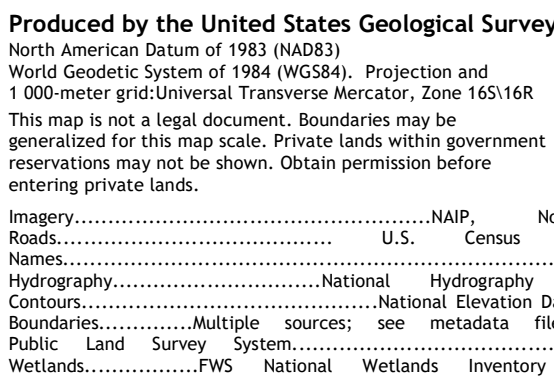 Produced by the United States Geological Survey
North American Datum of 1983 (NAD83)
World Geodetic System of 1984 (WGS84). Projection and
1 000-meter grid:Universal Transverse Mercator, Zone 16S\16R
This map is not a legal document. Boundaries may be
generalized for this map scale. Private lands within government
reservations may not be shown. Obtain permission before
entering private lands.
Imagery.....................................................NAIP,
Roads......................................... U.S. Census
Names.........................................................................
Hydrography...............................National Hydrography
Contours............................................National Elevation
Boundaries..............Multiple sources; see metadata
Public Land Survey System.......................................
Wetlands.................FWS National Wetlands Inventory